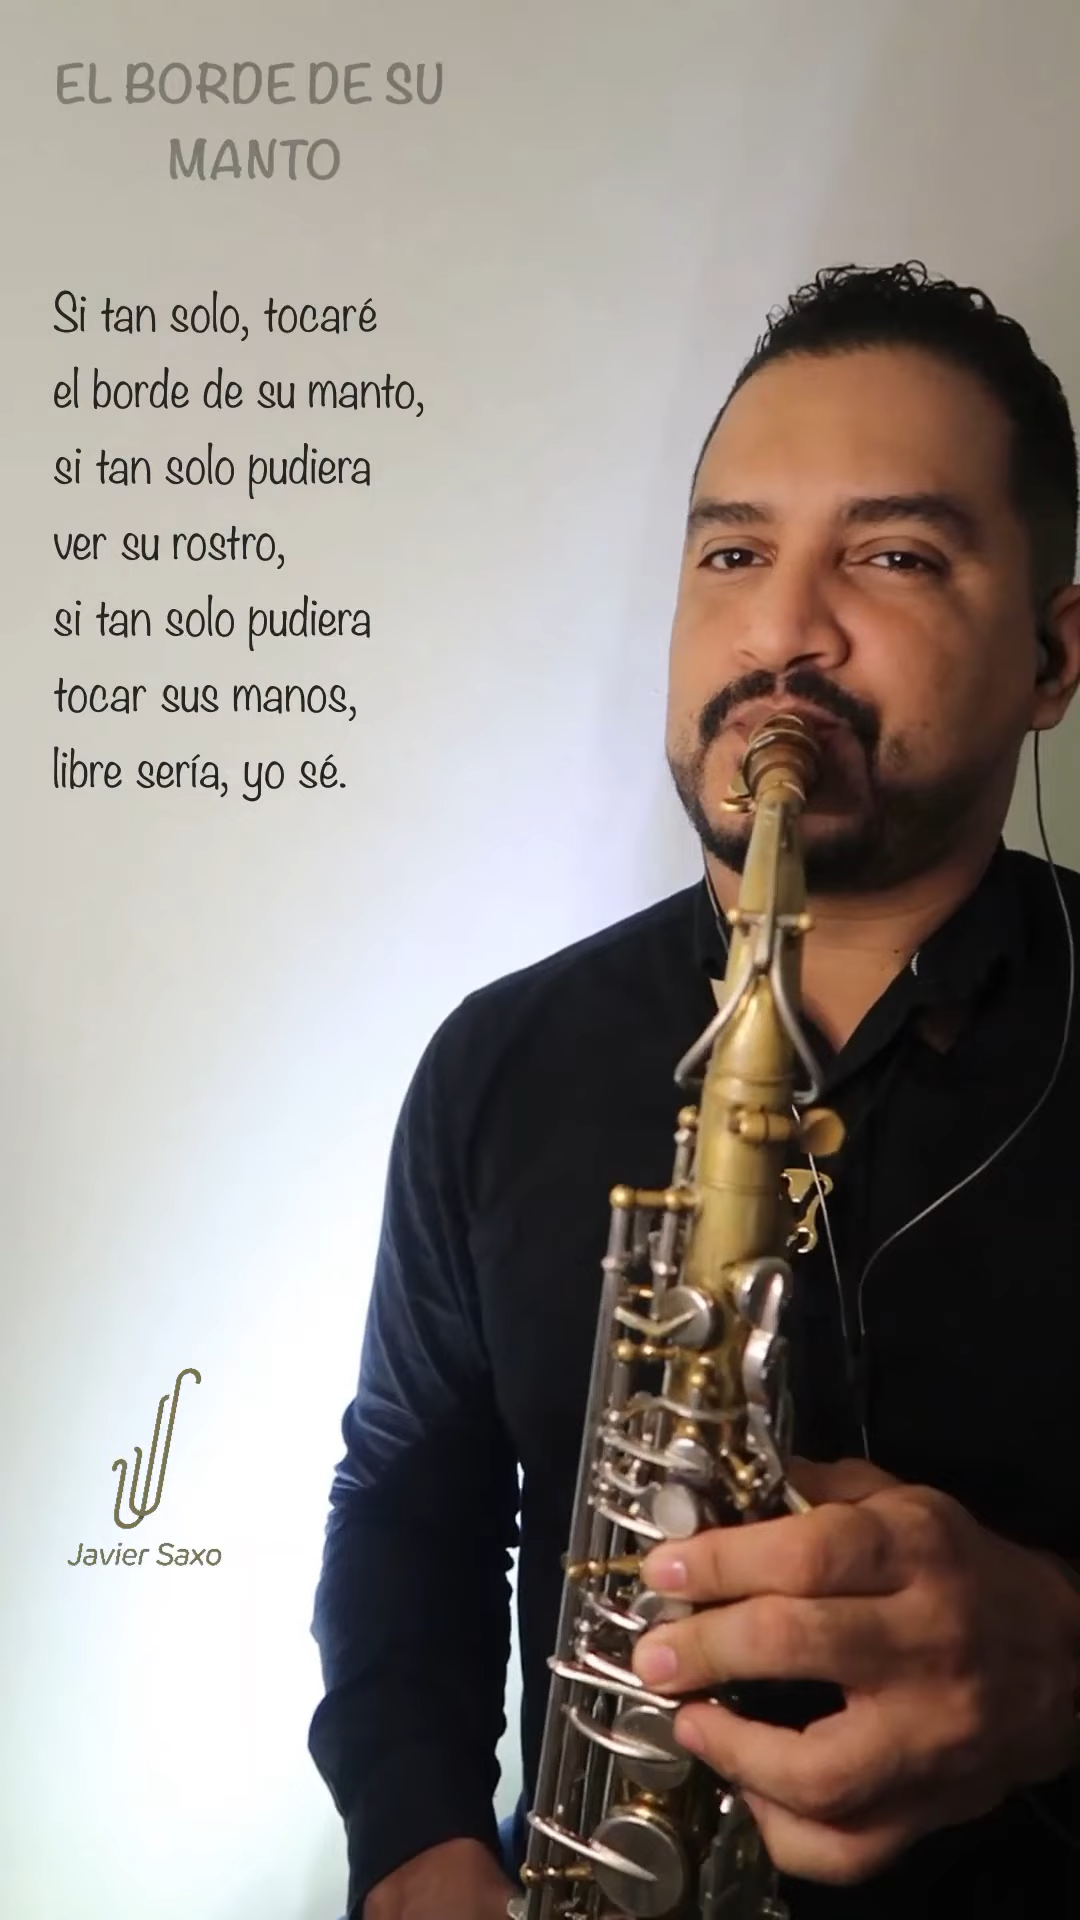 EL BORDE DE SU
MANTO
Si tan solo, tocaré
el borde de su manto,
si tan solo pudiera
ver su rostro,
si tan solo pudiera
tocar sus manos,
libre sería, yo sé.
Javier Saxo